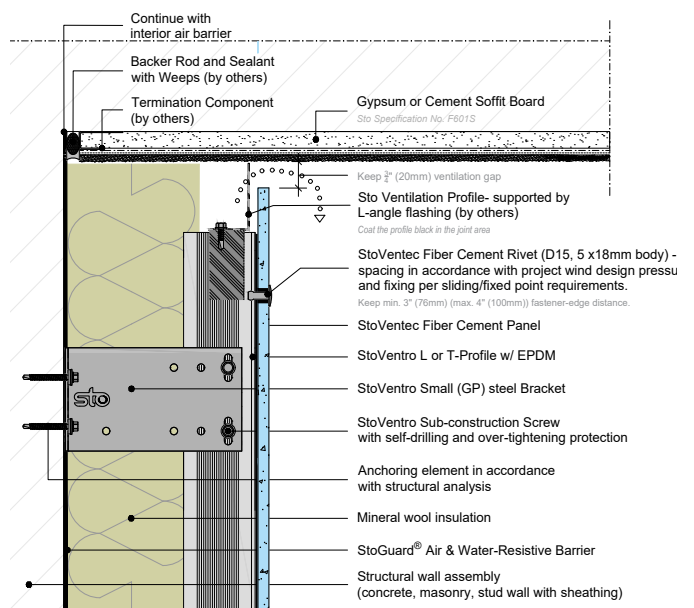 Continue with
interior air barrier
Backer Rod and Sealant
with Weeps (by others)
Termination Component
(by others)
Gypsum or Cement Soffit Board
Sto Specification No. F601S
Keep ¾" (20mm) ventilation gap
Sto Ventilation Profile- supported by
L-angle flashing (by others)
Coat the profile black in the joint area
StoVentec Fiber Cement Rivet (D15, 5 x18mm body) -
spacing in accordance with project wind design pressu
and fixing per sliding/fixed point requirements.
Keep min. 3" (76mm) (max. 4" (100mm)) fastener-edge distance.
StoVentec Fiber Cement Panel
StoVentro L or T-Profile w/ EPDM
StoVentro Small (GP) steel Bracket
sto
StoVentro Sub-construction Screw
with self-drilling and over-tightening protection
Anchoring element in accordance
with structural analysis
Mineral wool insulation
StoGuard® Air & Water-Resistive Barrier
Structural wall assembly
(concrete, masonry, stud wall with sheathing)